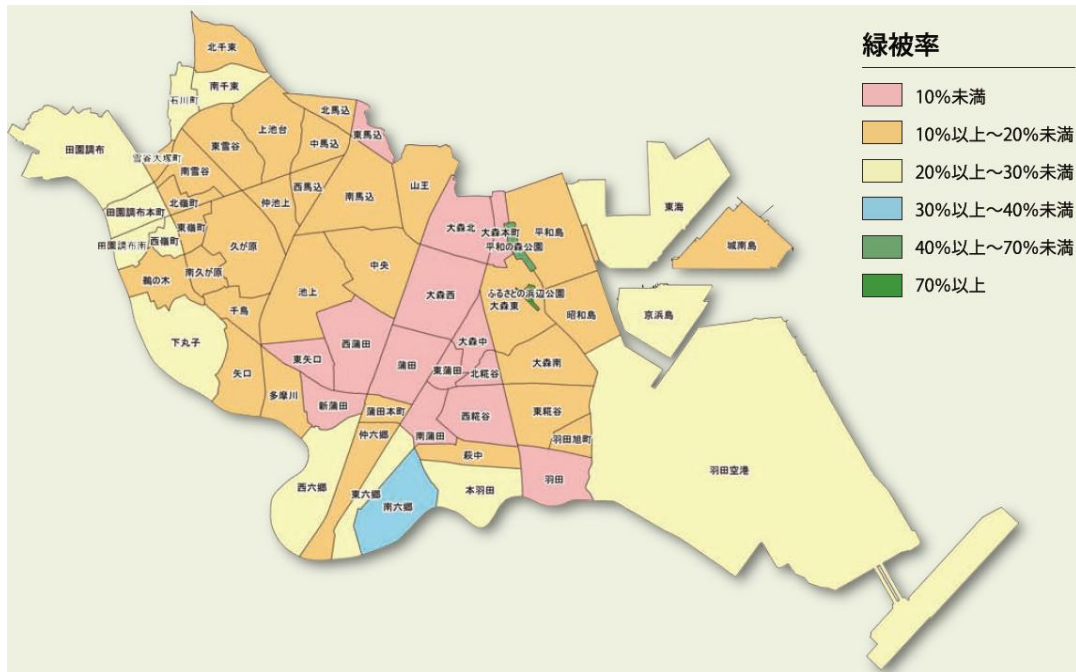 緑被率
10%未満
10%以上～20%未満
20%以上～30%未満
30%以上～40%未満
40%以上～70%未満
70%以上
北千束
南千束
石川町
田園調布
雪谷大塚町
東雪谷
上池台
北馬込
東馬込
中馬込
南雪谷
西馬込
南馬込
山王
北嶺町
仲池上
田園調布本町
東嶺町
田園調布南
西嶺町
久が原
大森北
大森本町
平和の森公園
平和島
東海
城南島
鵜の木
南久が原
池上
中央
大森西
ふるさとの浜辺公園
大森東
昭和島
京浜島
千鳥
下丸子
西蒲田
大森中
東矢口
蒲田
東蒲田
北糀谷
大森南
矢口
多摩川
新蒲田
蒲田本町
西糀谷
東糀谷
仲六郷
南蒲田
羽田旭町
萩中
羽田空港
西六郷
東六郷
南六郷
本羽田
羽田